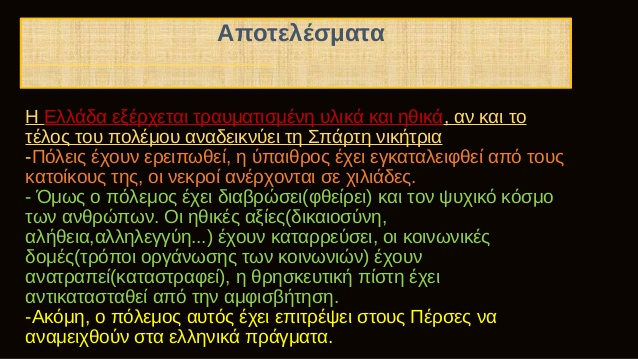 Αποτελέσματα
Η Ελλάδα εξέρχεται τραυματισμένη υλικά και ηθικά, αν και το
τέλος του πολέμου αναδεικνύει τη Σπάρτη νικήτρια
-Πόλεις έχουν ερειπωθεί, η ύπαιθρος έχει εγκαταλειφθεί από τους
κατοίκους της, οι νεκροί ανέρχονται σε χιλιάδες.
- Όμως ο πόλεμος έχει διαβρώσει(φθείρει) και τον ψυχικό κόσμο
των ανθρώπων. Οι ηθικές αξίες(δικαιοσύνη,
αλήθεια,αλληλεγγύη...) έχουν καταρρεύσει, οι κοινωνικές
δομές(τρόποι οργάνωσης των κοινωνιών) έχουν
ανατραπεί(καταστραφεί), η θρησκευτική πίστη έχει
αντικατασταθεί από την αμφισβήτηση.
-Ακόμη, ο πόλεμος αυτός έχει επιτρέψει στους Πέρσες να
αναμειχθούν στα ελληνικά πράγματα.